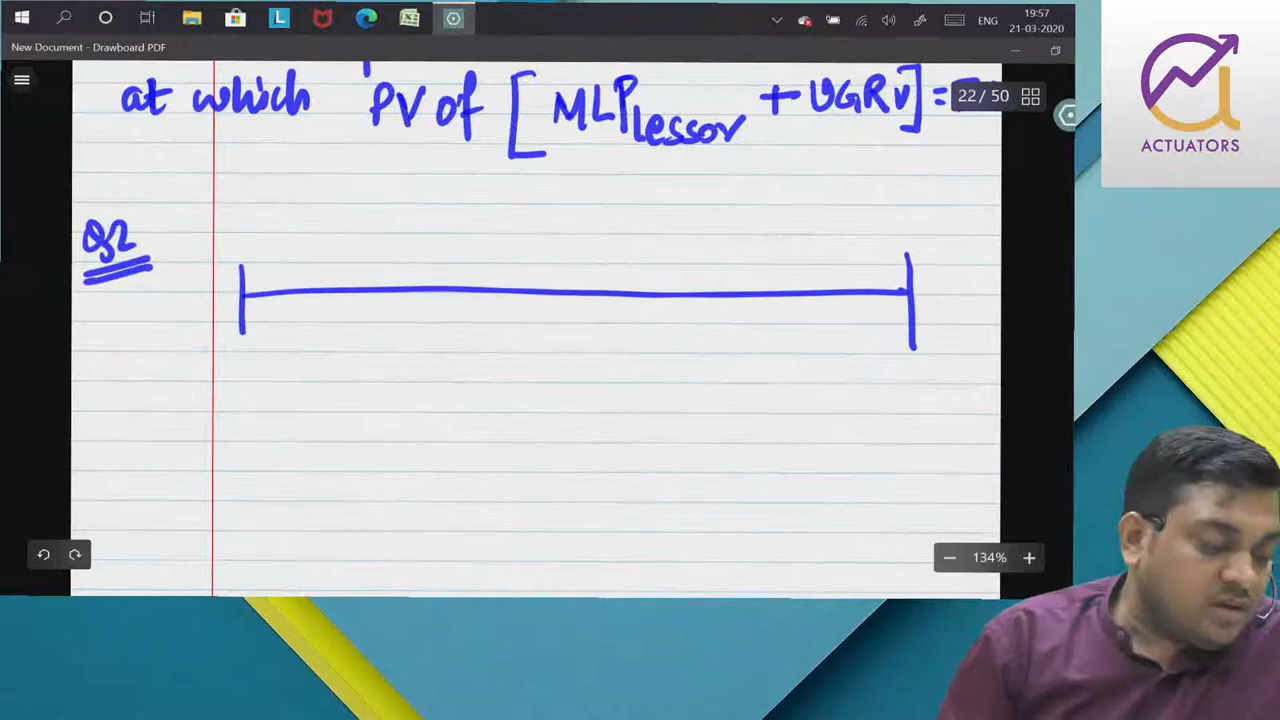 19:57
ENG
21-03-2020
New Document - Drawboard PDF
at which PV of [ MLPlessor + UGRV] =
22 / 50
ACTUATORS
Q2
134%